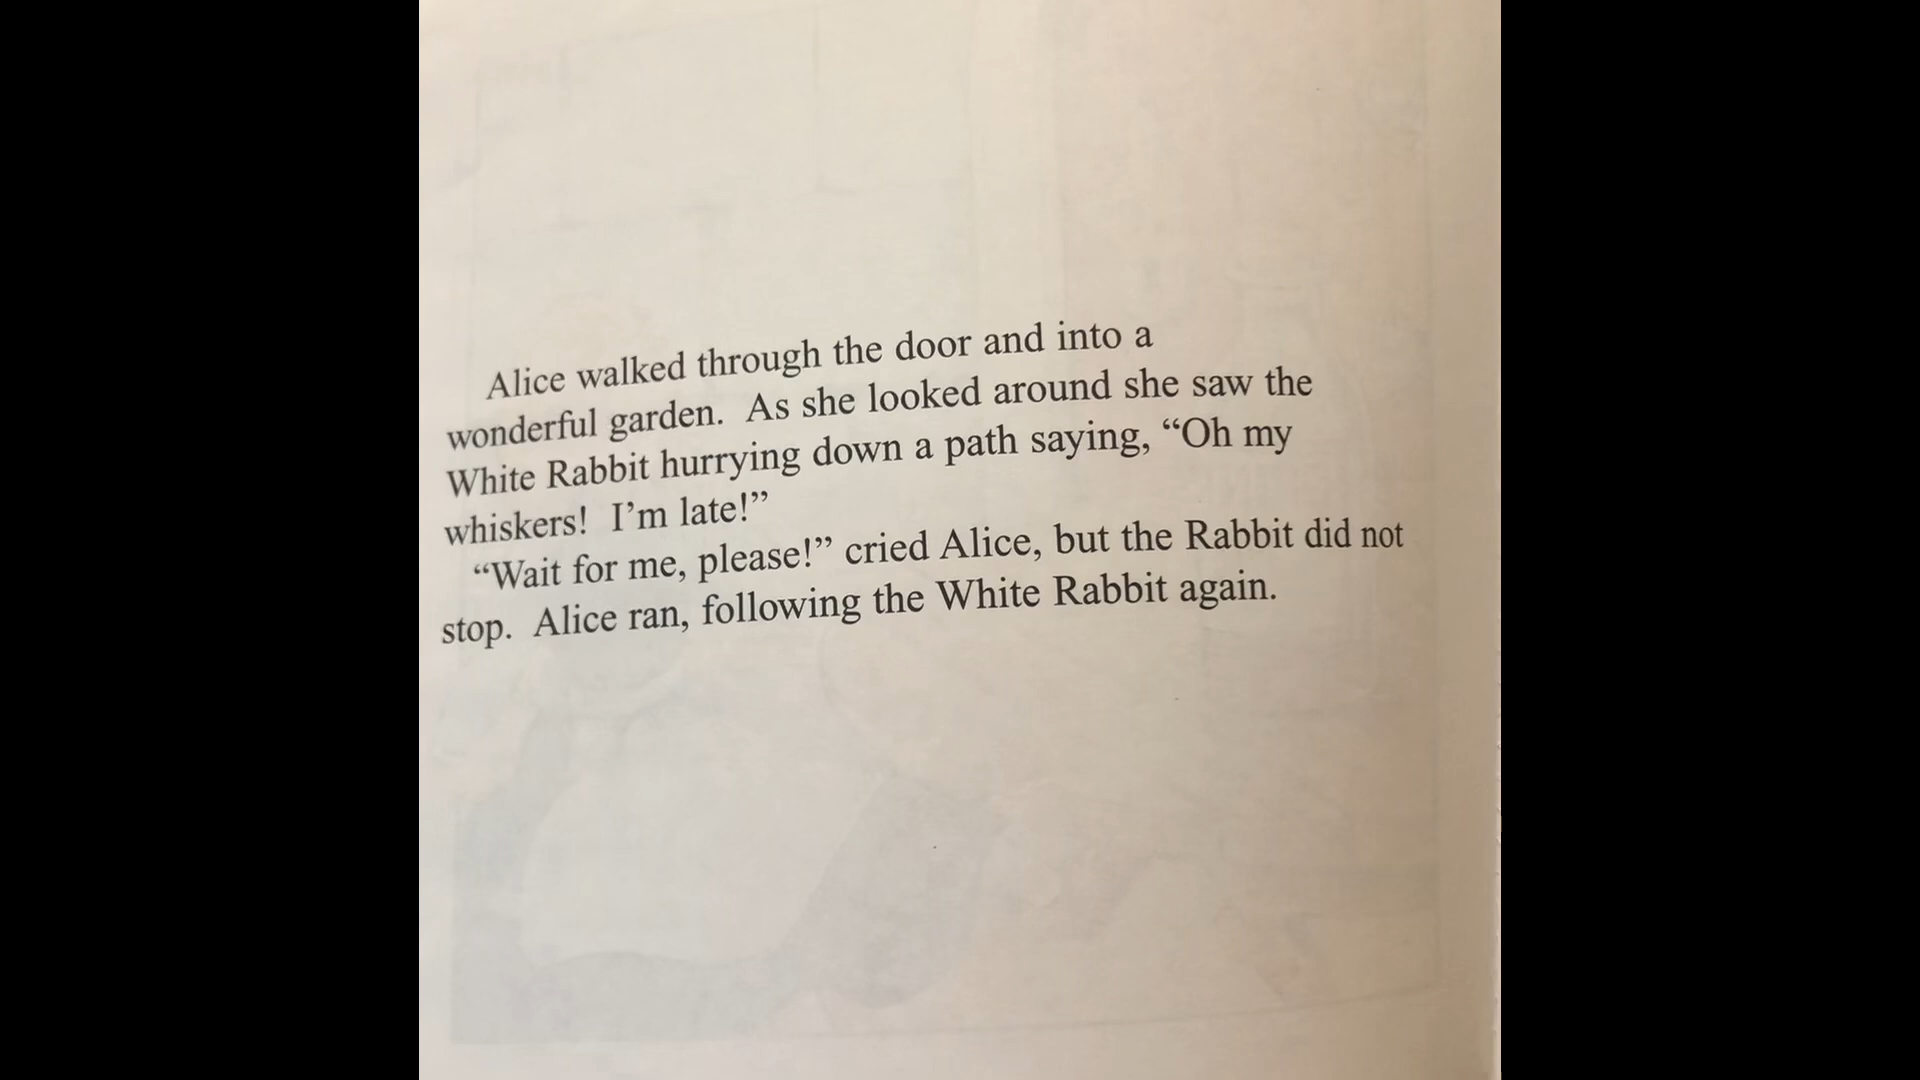 Alice walked through the door and into a
wonderful garden.  As she looked around she saw the
White Rabbit hurrying down a path saying, “Oh my
whiskers!  I’m late!”
“Wait for me, please!” cried Alice, but the Rabbit did not
stop.  Alice ran, following the White Rabbit again.